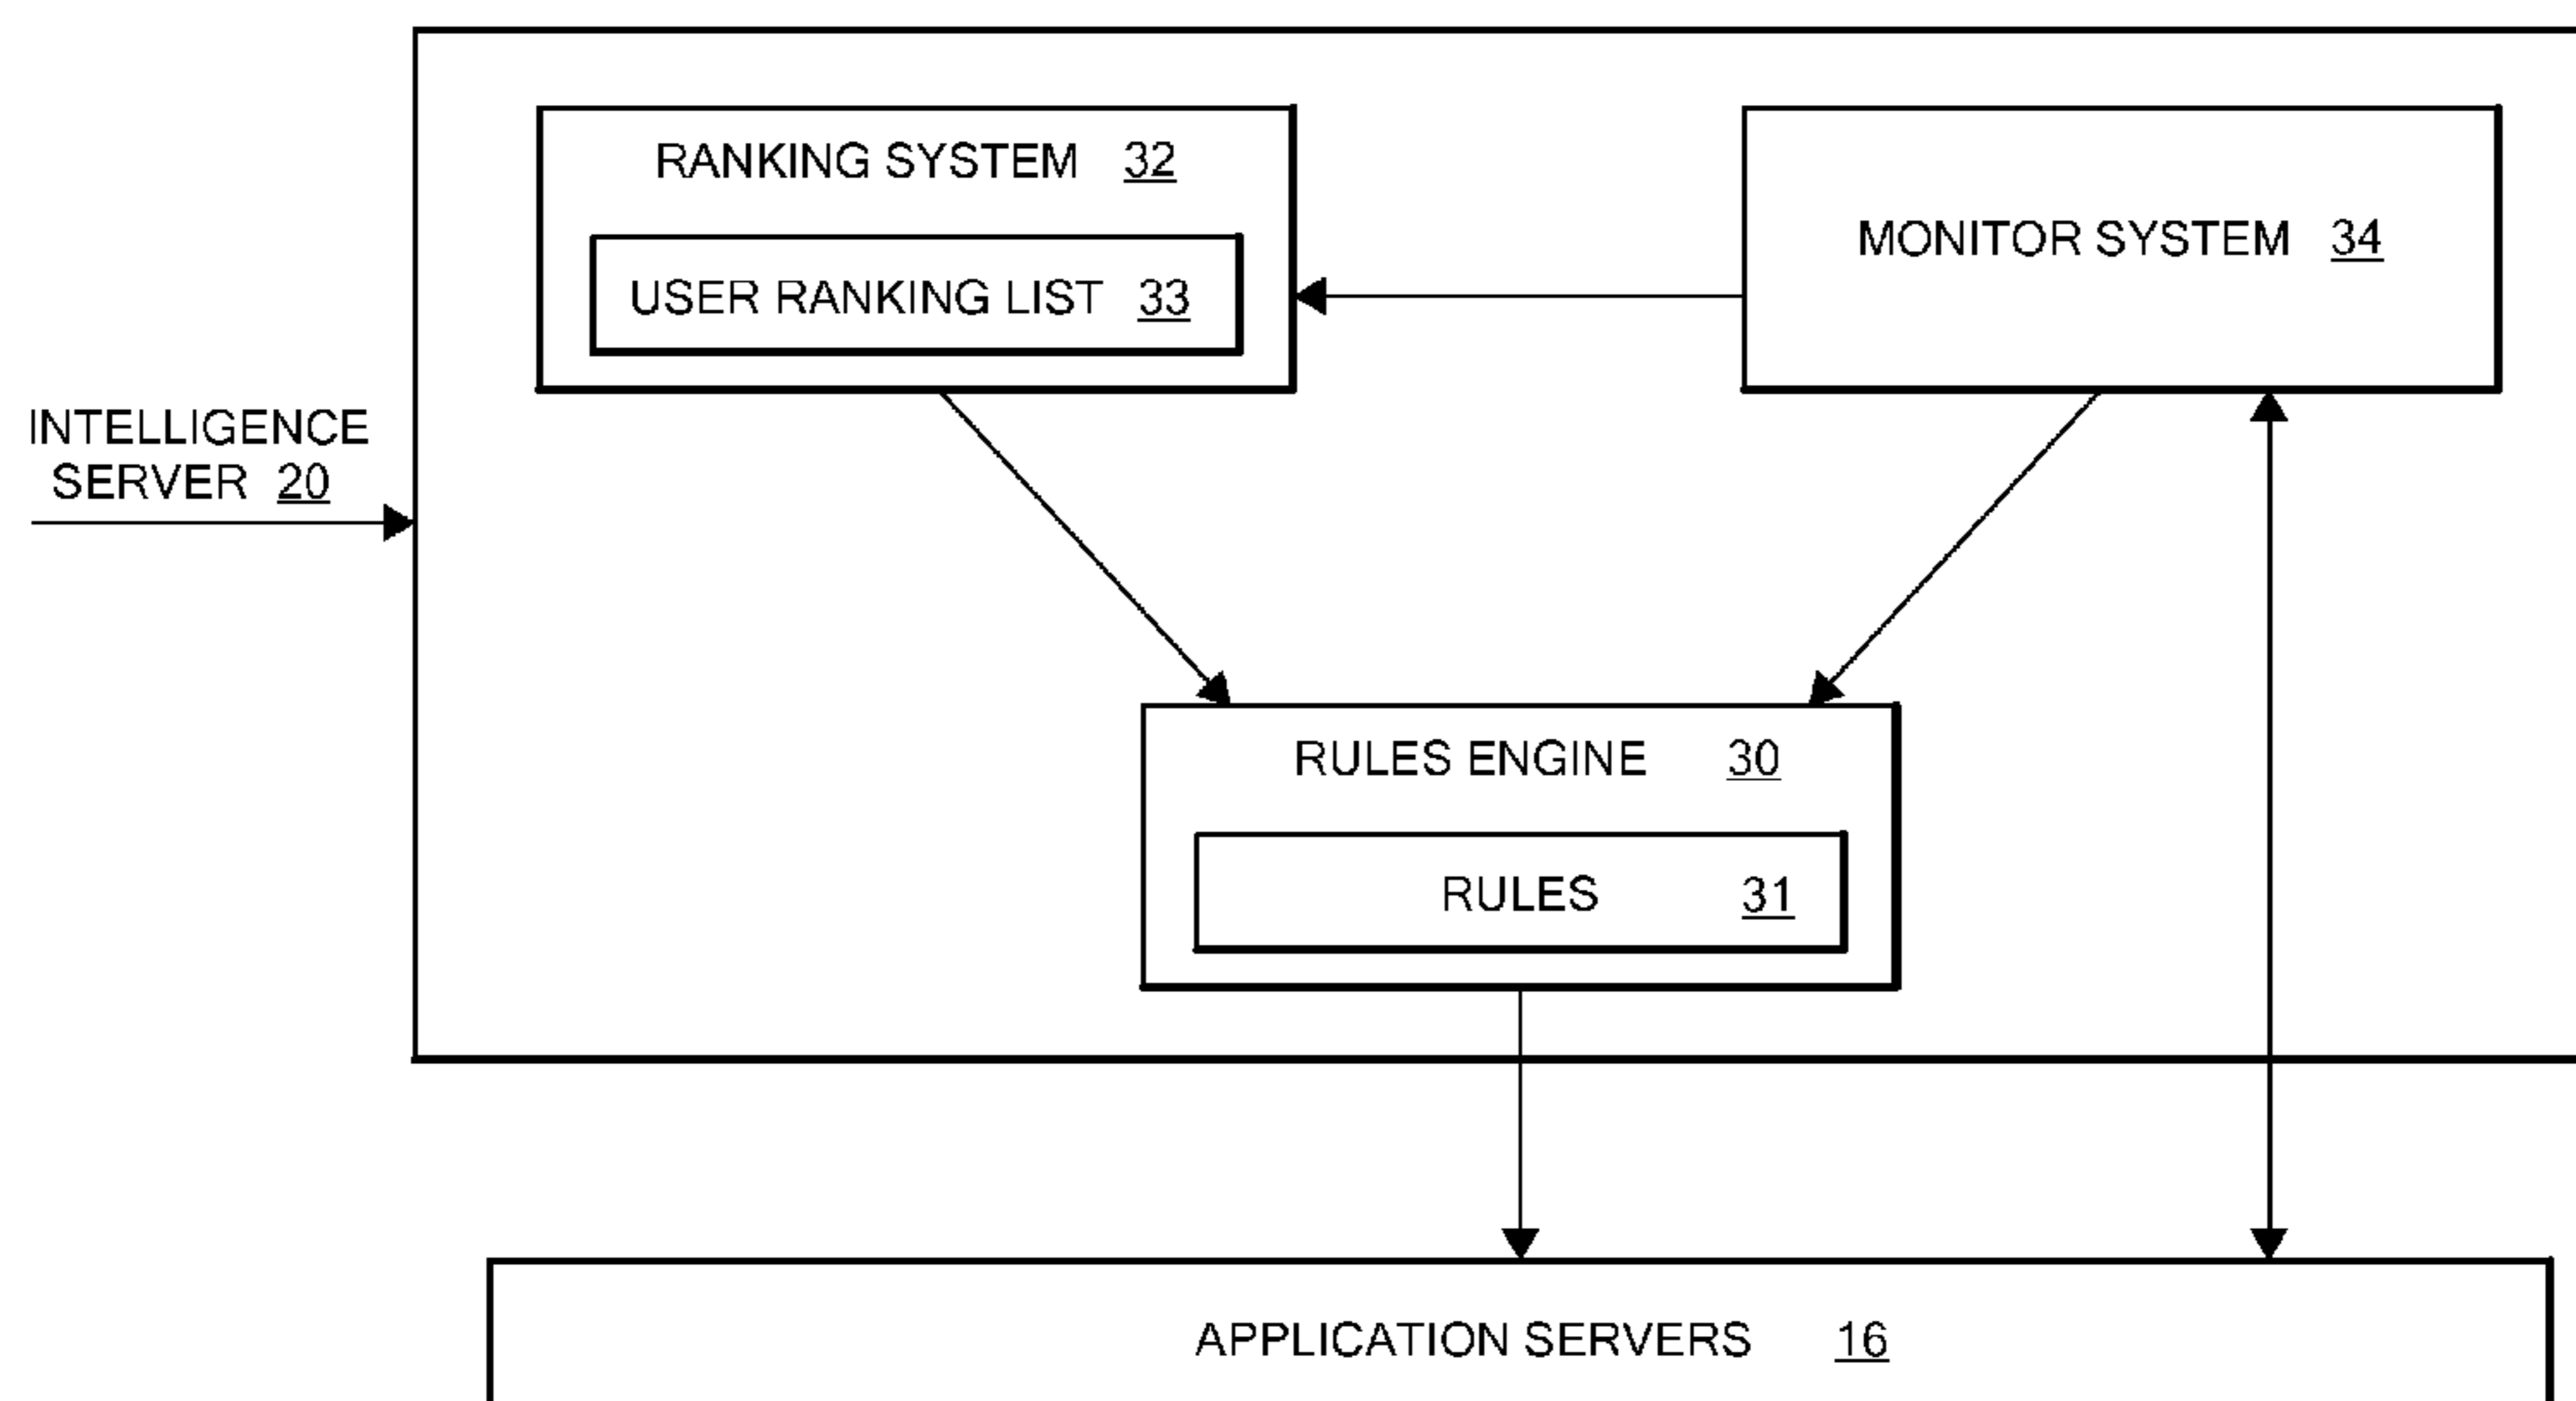 RANKING SYSTEM 32
USER RANKING LIST 33
MONITOR SYSTEM 34
INTELLIGENCE
SERVER 20
RULES ENGINE 30
RULES 31
APPLICATION SERVERS 16